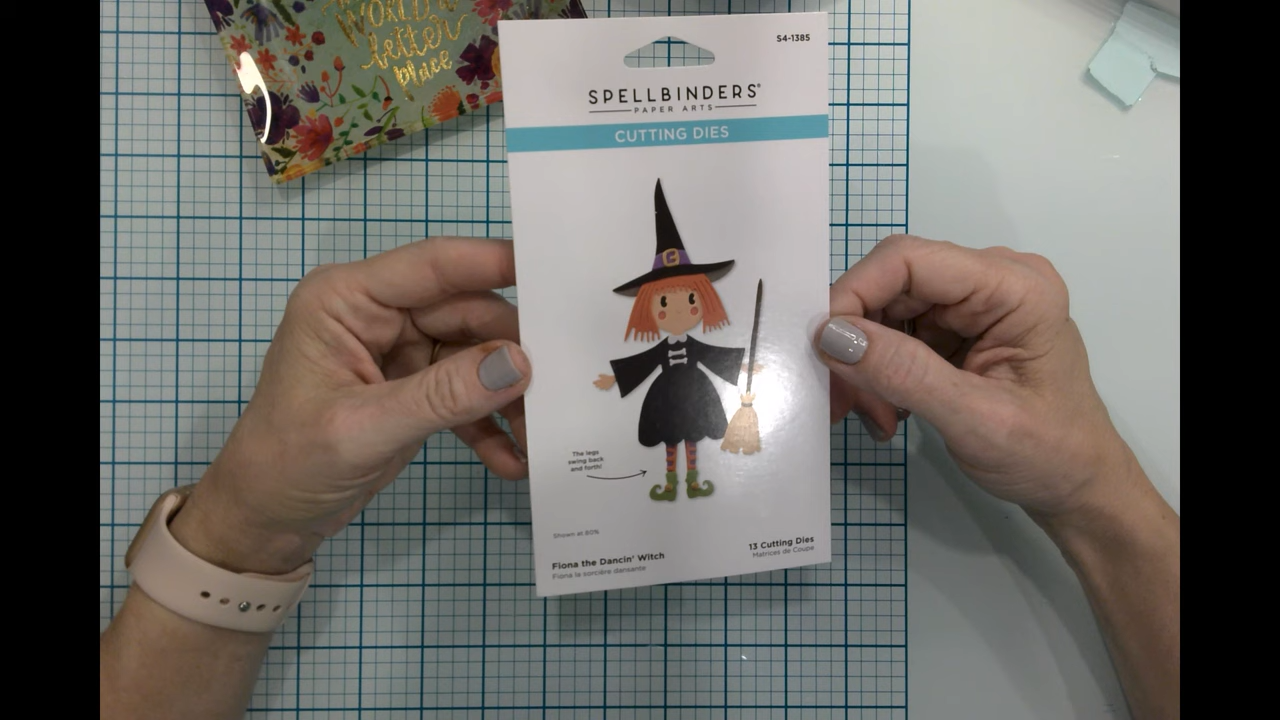 WORLD a
better
place
S4-1385
SPELLBINDERS®
PAPER ARTS
CUTTING DIES
The legs
swing back
and forth!
Shown at 80%
Fiona the Dancin' Witch
Fiona la sorcière dansante
13 Cutting Dies
Matrices de Coupe